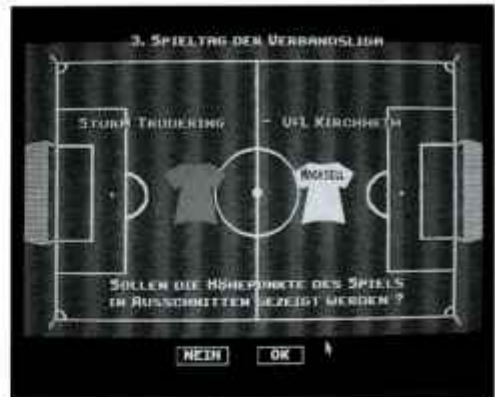 3. SPIELTAG DER VERBANDSLIGA
STURM TRUDERING - VFL KIRCHHEIM
SOLLEN DIE HÖHEPUNKTE DES SPIELS
IN AUSSCHNITTEN GEZEIGT WERDEN ?
NEIN OK